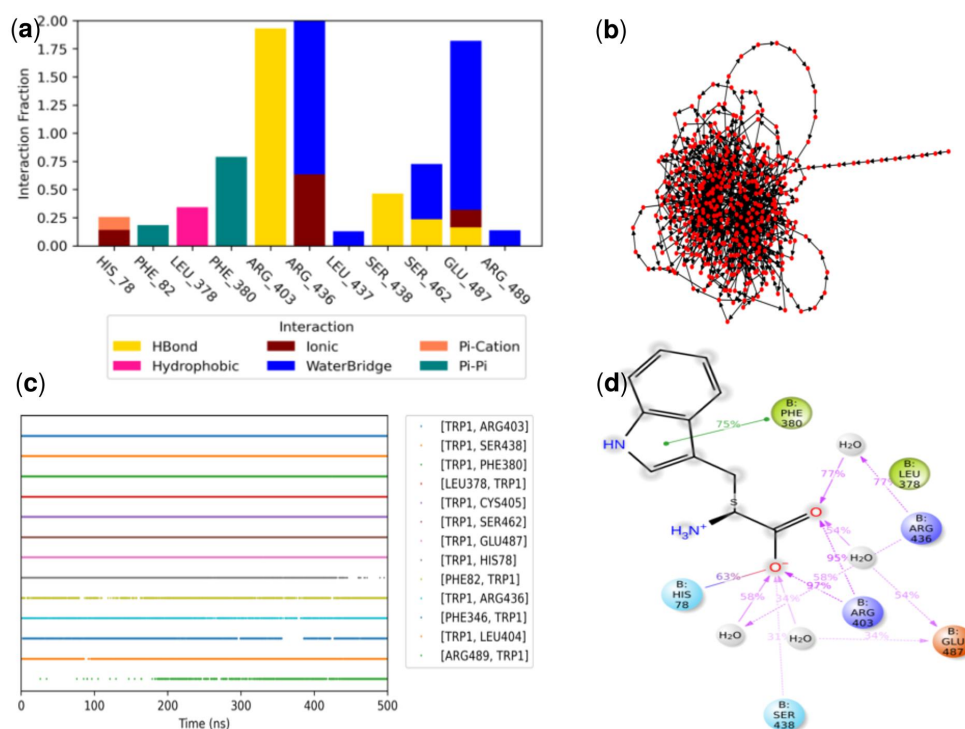 (a)
2.00
1.75
1.50
1.25
1.00
0.75
0.50
0.25
0.00
Interaction Fraction
HIS_78
PHE_82
LEU_378
PHE_380
ARG_403
ARG_436
LEU_437
SER_438
SER_462
GLU_487
ARG_489
Interaction
HBond
Ionic
Pi-Cation
Hydrophobic
WaterBridge
Pi-Pi
(b)
(c)
[TRP1, ARG403]
[TRP1, SER438]
[TRP1, PHE380]
[LEU378, TRP1]
[TRP1, CYS405]
[TRP1, SER462]
[TRP1, GLU487]
[TRP1, HIS78]
[PHE82, TRP1]
[TRP1, ARG436]
[PHE346, TRP1]
[TRP1, LEU404]
[ARG489, TRP1]
0
100
200
300
400
500
Time (ns)
(d)
B:
PHE
380
75%
HN
H₂O
B:
LEU
378
77%
77%
S
B:
ARG
436
H₃N⁺
O
54%
H₂O
95%
58%
O⁻
63%
97%
54%
B:
HIS
78
58%
34%
B:
ARG
403
H₂O
31%
H₂O
34%
B:
GLU
487
B:
SER
438